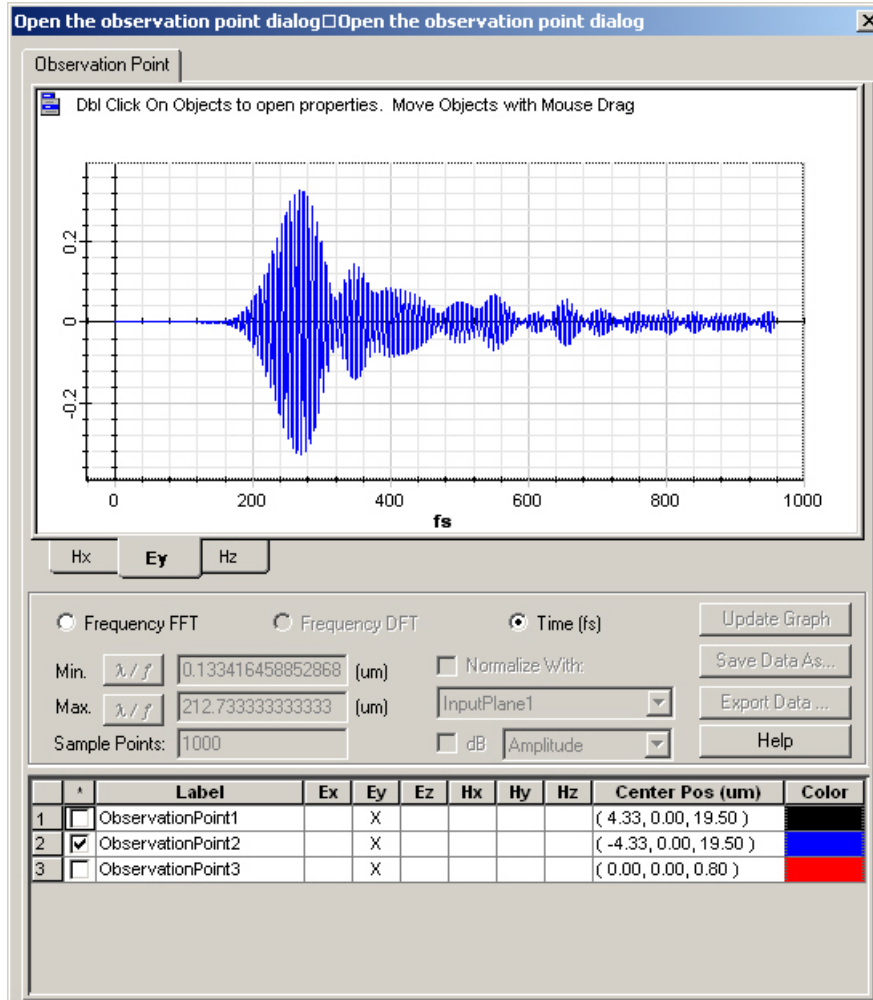 Open the observation point dialog□Open the observation point dialog
Observation Point
Dbl Click On Objects to open properties. Move Objects with Mouse Drag
0.2
0
-0.2
0 200 400 600 800 1000
fs
Hx Ey Hz
Frequency FFT Frequency DFT Time (fs) Update Graph
Min. λ/f 0.133416458852868 (um) Normalize With: Save Data As...
Max. λ/f 212.733333333333 (um) InputPlane1 Export Data ...
Sample Points: 1000 dB Amplitude Help
* Label Ex Ey Ez Hx Hy Hz Center Pos (um) Color
1 ObservationPoint1 X ( 4.33, 0.00, 19.50 )
2 ObservationPoint2 X ( -4.33, 0.00, 19.50 )
3 ObservationPoint3 X ( 0.00, 0.00, 0.80 )